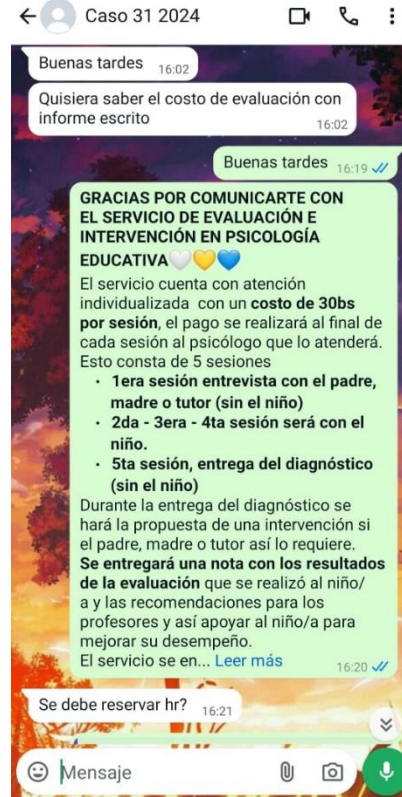 Caso 31 2024
Buenas tardes 16:02
Quisiera saber el costo de evaluación con
informe escrito
16:02
Buenas tardes 16:19
GRACIAS POR COMUNICARTE CON
EL SERVICIO DE EVALUACIÓN E
INTERVENCIÓN EN PSICOLOGÍA
EDUCATIVA🤍💛💙
El servicio cuenta con atención
individualizada con un costo de 30bs
por sesión, el pago se realizará al final de
cada sesión al psicólogo que lo atenderá.
Esto consta de 5 sesiones
• 1era sesión entrevista con el padre,
madre o tutor (sin el niño)
• 2da - 3era - 4ta sesión será con el
niño.
• 5ta sesión, entrega del diagnóstico
(sin el niño)
Durante la entrega del diagnóstico se
hará la propuesta de una intervención si
el padre, madre o tutor así lo requiere.
Se entregará una nota con los resultados
de la evaluación que se realizó al niño/
a y las recomendaciones para los
profesores y así apoyar al niño/a para
mejorar su desempeño.
El servicio se en... Leer más
16:20
Se debe reservar hr? 16:21
Mensaje